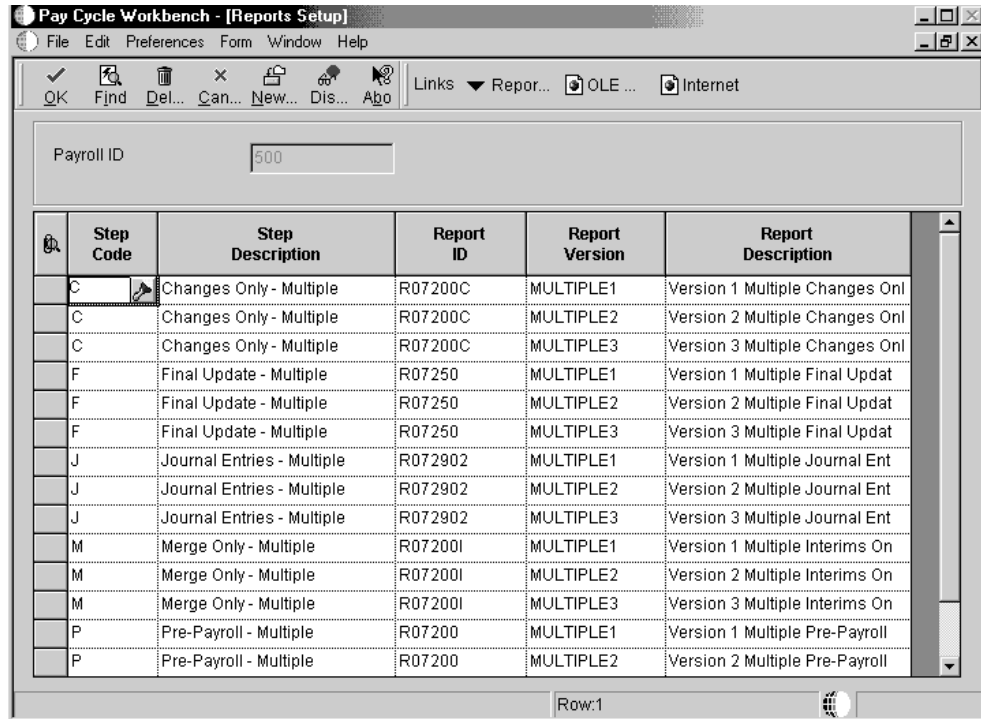 Pay Cycle Workbench - [Reports Setup]
File Edit Preferences Form Window Help
OK Find Del... Can... New... Dis... Abo Links Repor... OLE ... Internet
Payroll ID 500
Step Code Step Description Report ID Report Version Report Description
C Changes Only - Multiple R07200C MULTIPLE1 Version 1 Multiple Changes Onl
C Changes Only - Multiple R07200C MULTIPLE2 Version 2 Multiple Changes Onl
C Changes Only - Multiple R07200C MULTIPLE3 Version 3 Multiple Changes Onl
F Final Update - Multiple R07250 MULTIPLE1 Version 1 Multiple Final Updat
F Final Update - Multiple R07250 MULTIPLE2 Version 2 Multiple Final Updat
F Final Update - Multiple R07250 MULTIPLE3 Version 3 Multiple Final Updat
J Journal Entries - Multiple R072902 MULTIPLE1 Version 1 Multiple Journal Ent
J Journal Entries - Multiple R072902 MULTIPLE2 Version 2 Multiple Journal Ent
J Journal Entries - Multiple R072902 MULTIPLE3 Version 3 Multiple Journal Ent
M Merge Only - Multiple R07200I MULTIPLE1 Version 1 Multiple Interims On
M Merge Only - Multiple R07200I MULTIPLE2 Version 2 Multiple Interims On
M Merge Only - Multiple R07200I MULTIPLE3 Version 3 Multiple Interims On
P Pre-Payroll - Multiple R07200 MULTIPLE1 Version 1 Multiple Pre-Payroll
P Pre-Payroll - Multiple R07200 MULTIPLE2 Version 2 Multiple Pre-Payroll
Row:1